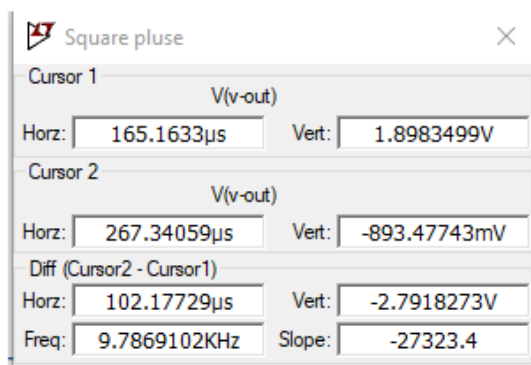 Square pluse
Cursor 1
V(v-out)
Horz: 165.1633µs Vert: 1.8983499V
Cursor 2
V(v-out)
Horz: 267.34059µs Vert: -893.47743mV
Diff (Cursor2 - Cursor1)
Horz: 102.17729µs Vert: -2.7918273V
Freq: 9.7869102KHz Slope: -27323.4